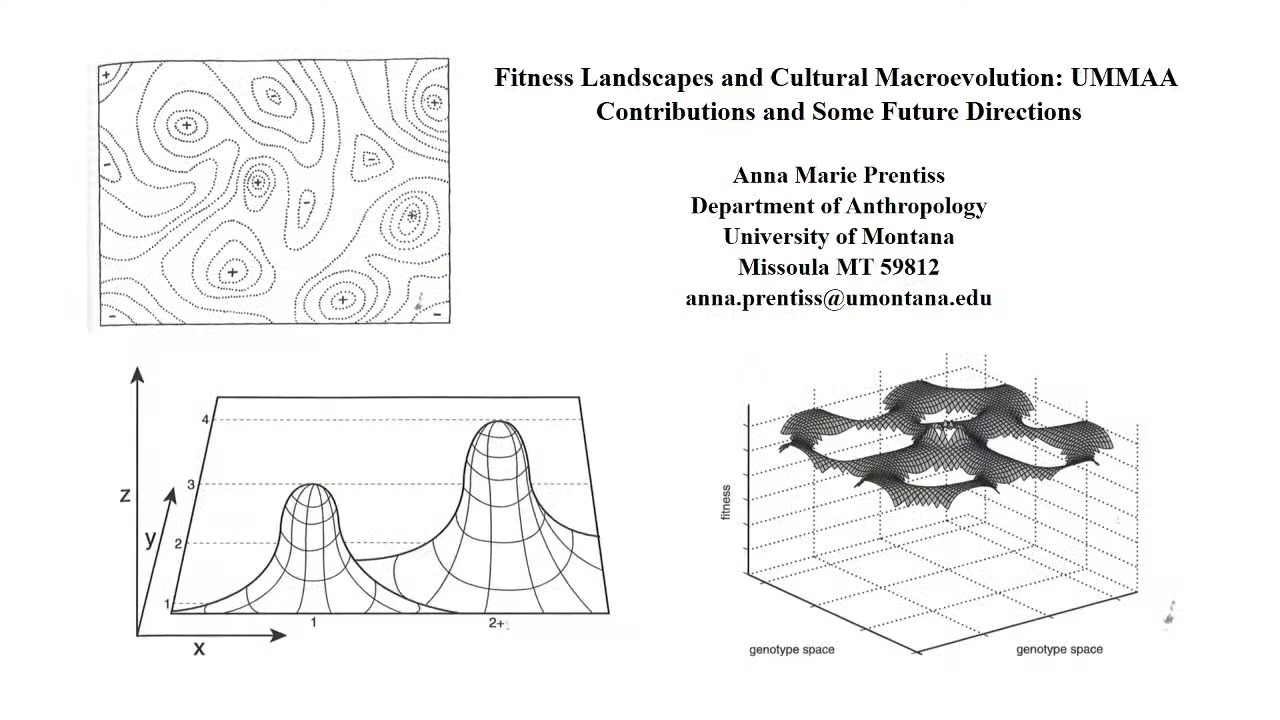 Fitness Landscapes and Cultural Macroevolution: UMMAA
Contributions and Some Future Directions
Anna Marie Prentiss
Department of Anthropology
University of Montana
Missoula MT 59812
anna.prentiss@umontana.edu
+
-
+
+
-
-
+
-
+
+
+
-
-
4
3
z
y
2
1
1
2+
x
fitness
genotype space
genotype space